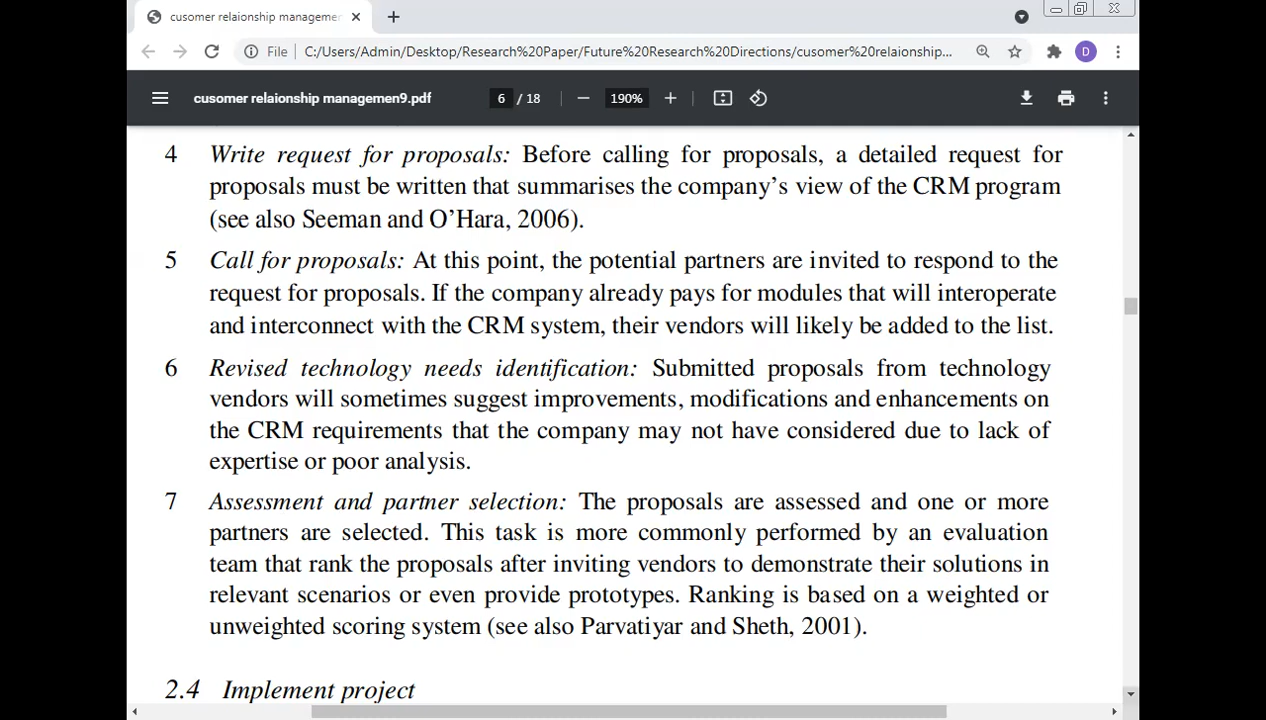 cusomer relaionship managemer
File
C:/Users/Admin/Desktop/Research%20Paper/Future%20Research%20Directions/cusomer%20relaionship...
D
cusomer relaionship managemen9.pdf
6 / 18
190%
4 Write request for proposals: Before calling for proposals, a detailed request for
proposals must be written that summarises the company's view of the CRM program
(see also Seeman and O'Hara, 2006).
5 Call for proposals: At this point, the potential partners are invited to respond to the
request for proposals. If the company already pays for modules that will interoperate
and interconnect with the CRM system, their vendors will likely be added to the list.
6 Revised technology needs identification: Submitted proposals from technology
vendors will sometimes suggest improvements, modifications and enhancements on
the CRM requirements that the company may not have considered due to lack of
expertise or poor analysis.
7 Assessment and partner selection: The proposals are assessed and one or more
partners are selected. This task is more commonly performed by an evaluation
team that rank the proposals after inviting vendors to demonstrate their solutions in
relevant scenarios or even provide prototypes. Ranking is based on a weighted or
unweighted scoring system (see also Parvatiyar and Sheth, 2001).
2.4 Implement project